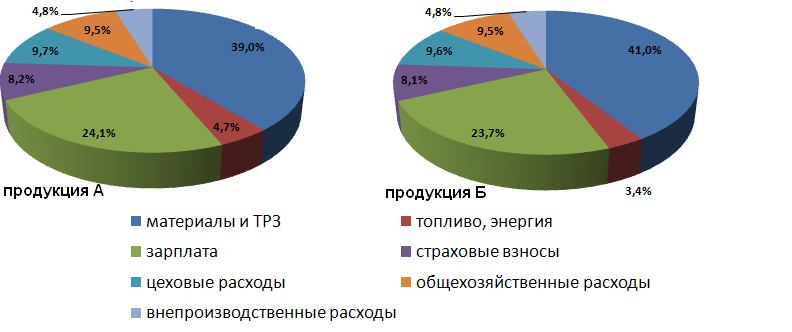 4,8%
9,5%
9,7%
8,2%
39,0%
4,7%
24,1%
продукция А
4,8%
9,5%
9,6%
8,1%
41,0%
23,7%
3,4%
продукция Б
материалы и ТРЗ
топливо, энергия
зарплата
страховые взносы
цеховые расходы
общехозяйственные расходы
внепроизводственные расходы